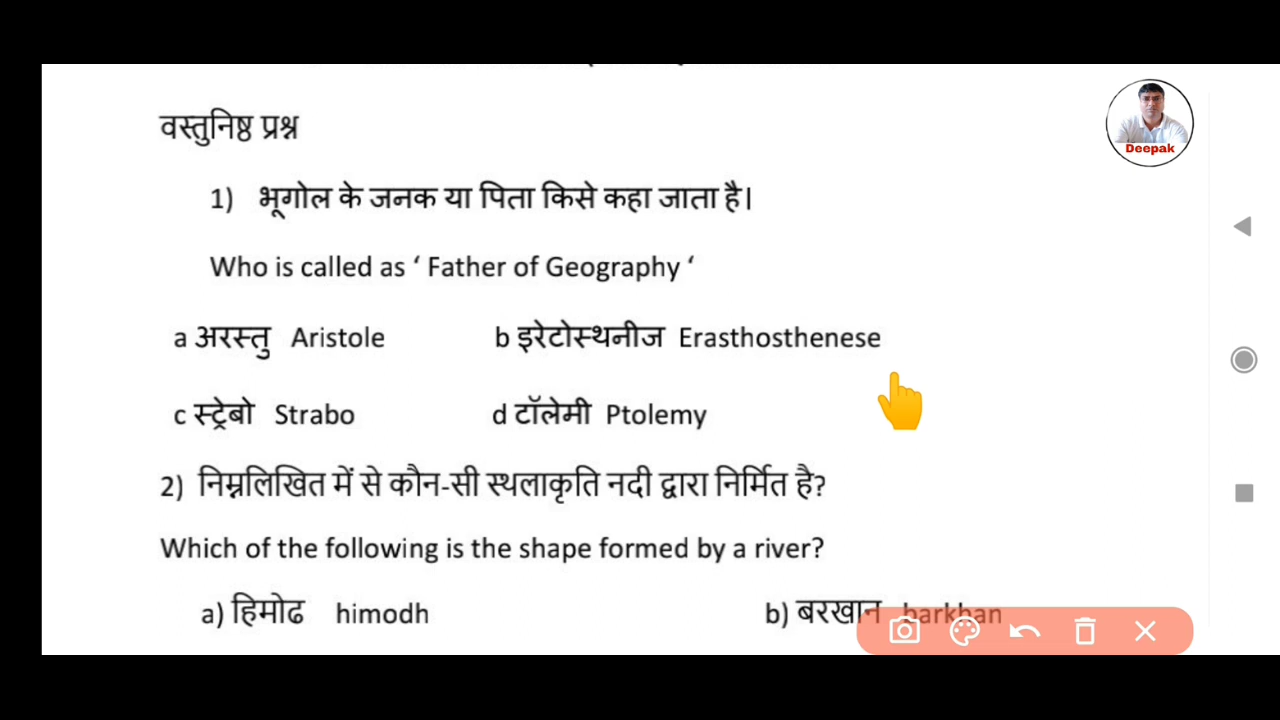 वस्तुनिष्ठ प्रश्न
Deepak
1) भूगोल के जनक या पिता किसे कहा जाता है।
Who is called as ‘ Father of Geography ‘
a अरस्तु Aristole b इरेटोस्थनीज Erasthosthenese
c स्ट्रेबो Strabo d टॉलेमी Ptolemy
2) निम्नलिखित में से कौन-सी स्थलाकृति नदी द्वारा निर्मित है?
Which of the following is the shape formed by a river?
a) हिमोढ himodh b) बरखान barkhan